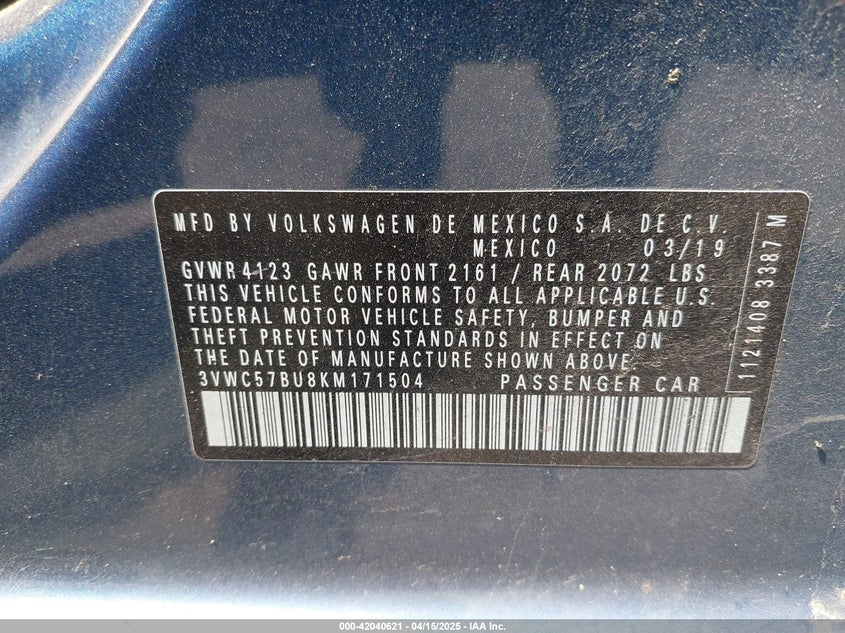 MFD BY VOLKSWAGEN DE MEXICO S.A. DE C.V.
MEXICO 03/19
GVWR 4123 GAWR FRONT 2161 / REAR 2072 LBS
THIS VEHICLE CONFORMS TO ALL APPLICABLE U.S.
FEDERAL MOTOR VEHICLE SAFETY, BUMPER AND
THEFT PREVENTION STANDARDS IN EFFECT ON
THE DATE OF MANUFACTURE SHOWN ABOVE.
3VWC57BU8KM171504 PASSENGER CAR
1121408 3387 M
000-42040621 - 04/15/2025 - IAA Inc.